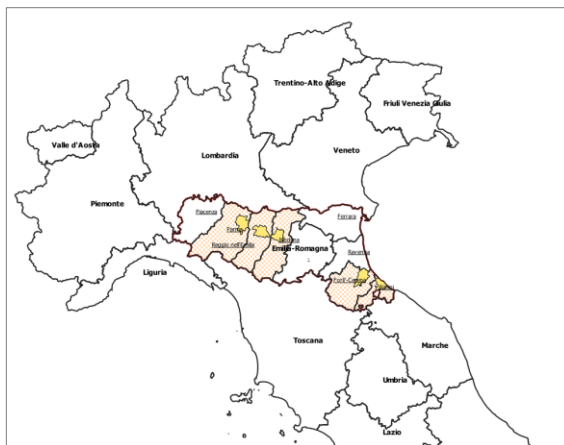 Trentino-Alto Adige
Friuli Venezia Giulia
Valle d'Aosta
Lombardia
Veneto
Piemonte
Piacenza
Ferrara
Parma
Modena
Reggio nell'Emilia
Emilia-Romagna
Ravenna
Liguria
Forlì-Cesena
Rimini
Toscana
Marche
Umbria
Lazio